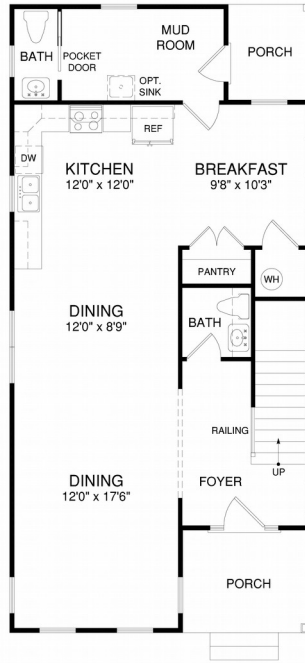 MUD
ROOM
PORCH
BATH
POCKET
DOOR
OPT.
SINK
REF
DW
KITCHEN
12'0" x 12'0"
BREAKFAST
9'8" x 10'3"
PANTRY
WH
BATH
DINING
12'0" x 8'9"
RAILING
UP
FOYER
DINING
12'0" x 17'6"
PORCH